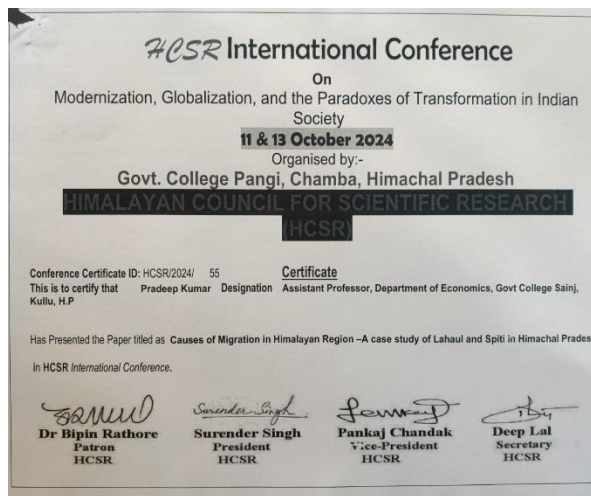 HCSR International Conference
On
Modernization, Globalization, and the Paradoxes of Transformation in Indian
Society
11 & 13 October 2024
Organised by:-
Govt. College Pangi, Chamba, Himachal Pradesh
HIMALAYAN COUNCIL FOR SCIENTIFIC RESEARCH
(HCSR)
Conference Certificate ID: HCSR/2024/ 55 Certificate
This is to certify that Pradeep Kumar Designation Assistant Professor, Department of Economics, Govt College Sainj,
Kullu, H.P
Has Presented the Paper titled as Causes of Migration in Himalayan Region –A case study of Lahaul and Spiti in Himachal Prades
in HCSR International Conference.
Surender Singh
Dr Bipin Rathore Surender Singh Pankaj Chandak Deep Lal
Patron President Vice-President Secretary
HCSR HCSR HCSR HCSR